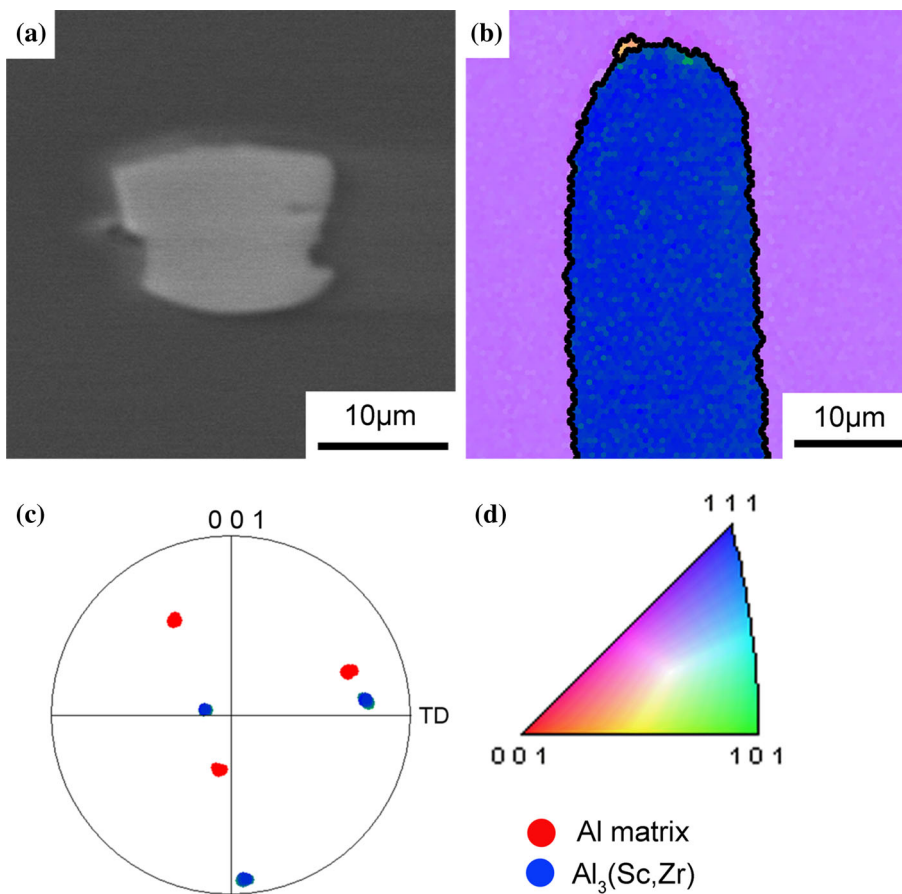 (a)
10µm
(b)
10µm
(c)
0 0 1
TD
(d)
1 1 1
0 0 1
1 0 1
Al matrix
Al₃(Sc,Zr)